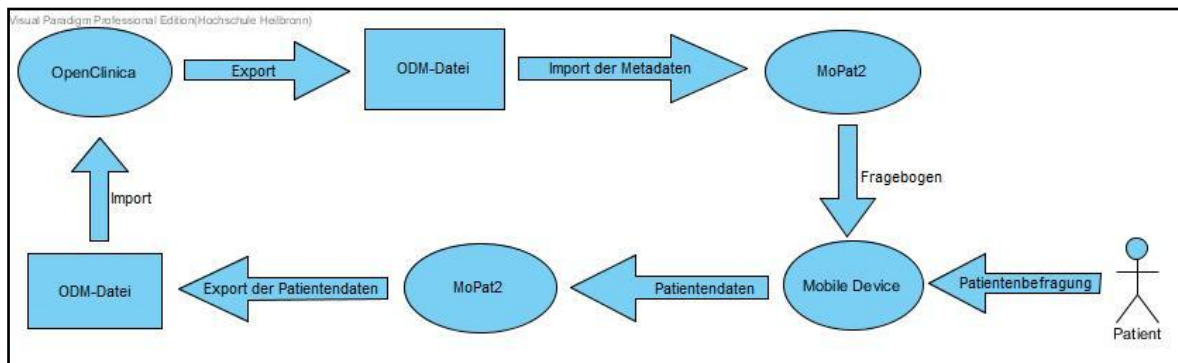 Visual Paradigm Professional Edition(Hochschule Heilbronn)
OpenClinica
Export
ODM-Datei
Import der Metadaten
MoPat2
Import
Fragebogen
ODM-Datei
Export der Patientendaten
MoPat2
Patientendaten
Mobile Device
Patientenbefragung
Patient